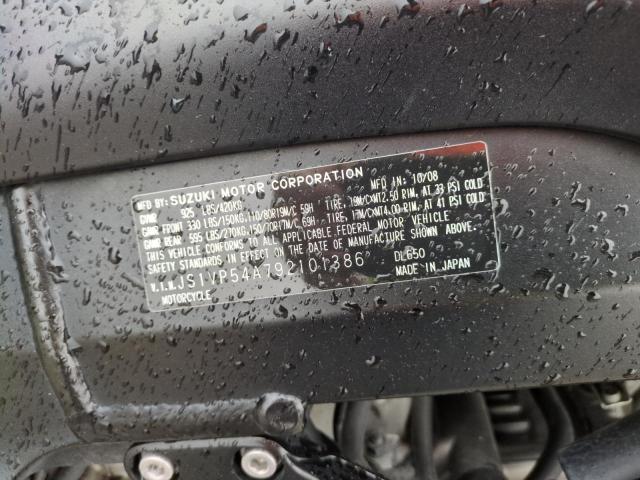 MFD BY: SUZUKI MOTOR CORPORATION IN JAPAN 10/08
GVWR 925 LBS/420KG
GAWR FRONT 330 LBS/150KG, 110/80R19M/C 59H TIRE, 19M/CXMT2.50 RIM, AT 33 PSI COLD
GAWR REAR 595 LBS/270KG, 150/70R17M/C 69H TIRE, 17M/CXMT4.00 RIM, AT 41 PSI COLD
THIS VEHICLE CONFORMS TO ALL APPLICABLE FEDERAL MOTOR VEHICLE
SAFETY STANDARDS IN EFFECT ON THE DATE OF MANUFACTURE SHOWN ABOVE.
V.I.N. JS1VP54A792101386 DL650
MOTORCYCLE MADE IN JAPAN